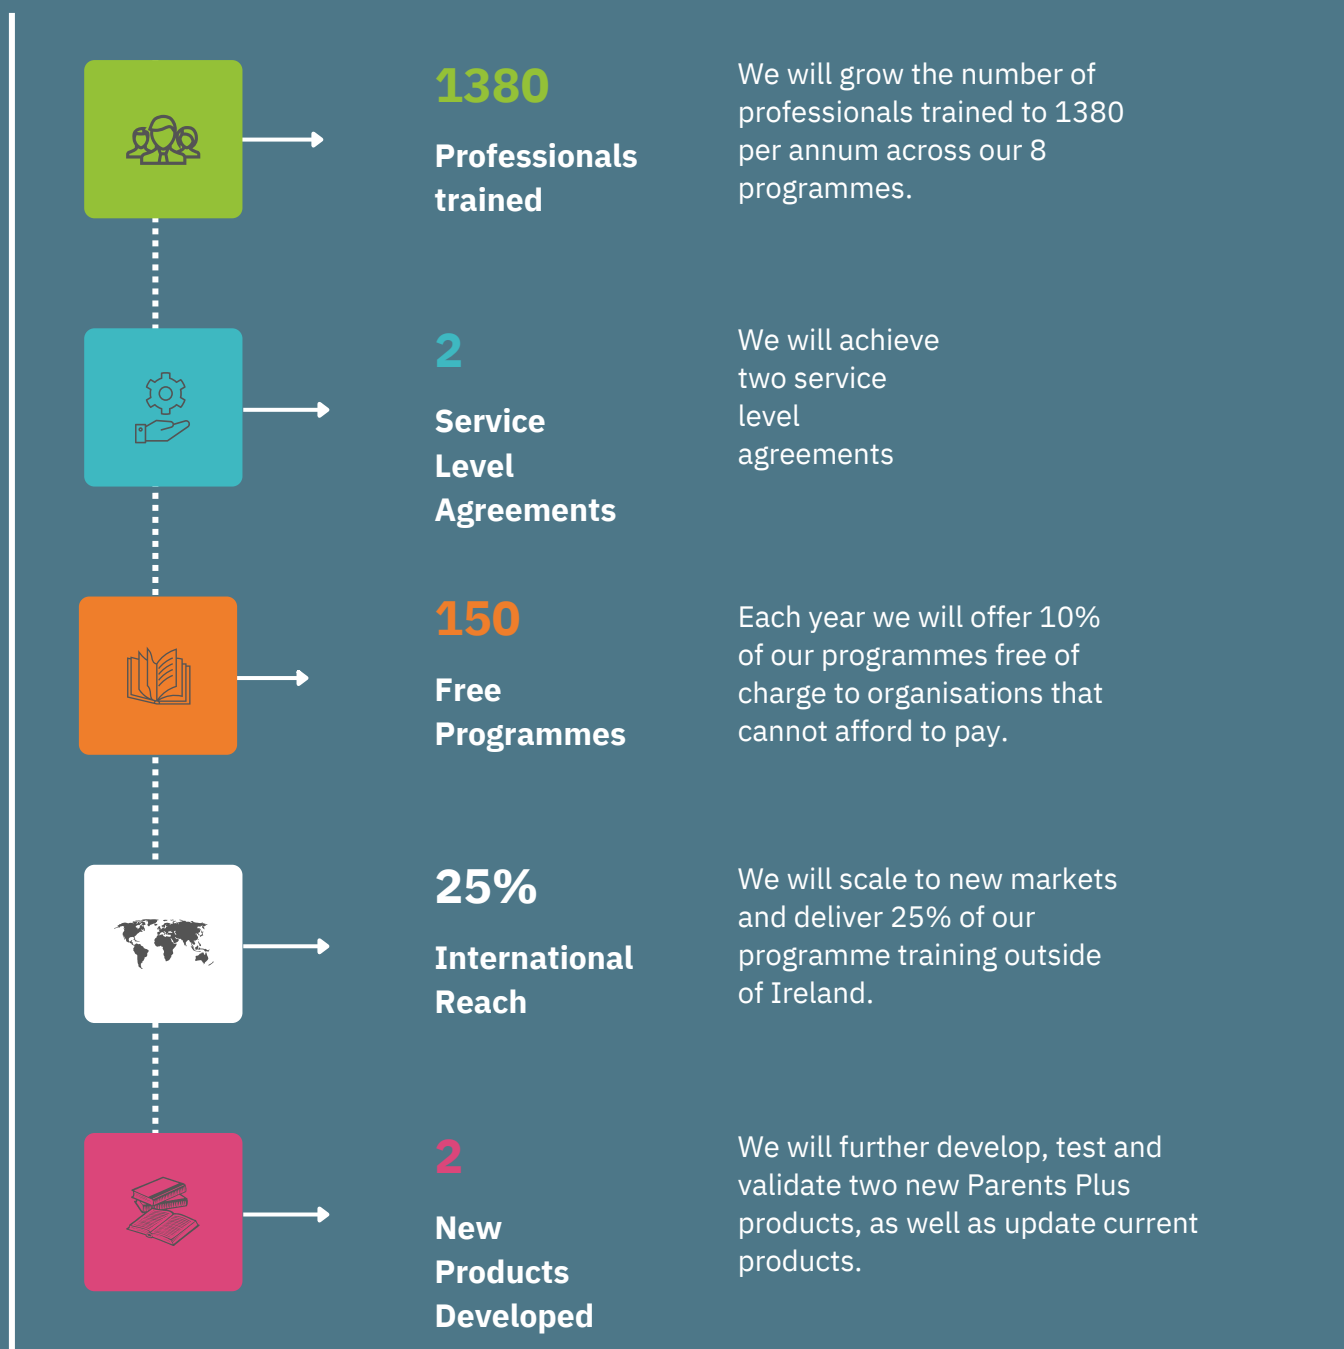 1380
Professionals
trained
We will grow the number of
professionals trained to 1380
per annum across our 8
programmes.
2
Service
Level
Agreements
We will achieve
two service
level
agreements
150
Free
Programmes
Each year we will offer 10%
of our programmes free of
charge to organisations that
cannot afford to pay.
25%
International
Reach
We will scale to new markets
and deliver 25% of our
programme training outside
of Ireland.
2
New
Products
Developed
We will further develop, test and
validate two new Parents Plus
products, as well as update current
products.